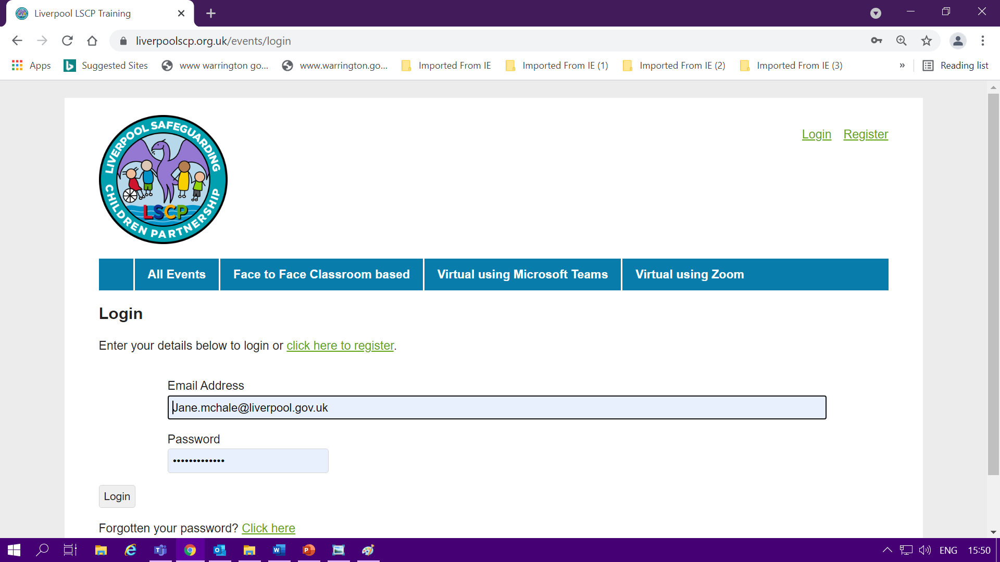 Liverpool LSCP Training
liverpoolscp.org.uk/events/login
Apps Suggested Sites www warrington go... www.warrington.go... Imported From IE Imported From IE (1) Imported From IE (2) Imported From IE (3) » Reading list
LIVERPOOL SAFEGUARDING
CHILDREN PARTNERSHIP
LSCP
Login Register
All Events Face to Face Classroom based Virtual using Microsoft Teams Virtual using Zoom
Login
Enter your details below to login or click here to register.
Email Address
Jane.mchale@liverpool.gov.uk
Password
•••••••••••••
Login
Forgotten your password? Click here
ENG 15:50